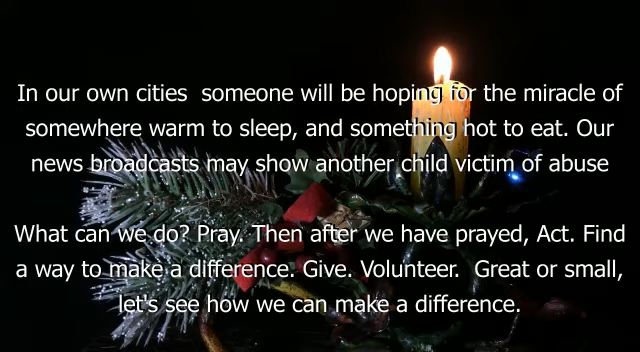 In our own cities  someone will be hoping for the miracle of
somewhere warm to sleep, and something hot to eat. Our
news broadcasts may show another child victim of abuse
What can we do? Pray. Then after we have prayed, Act. Find
a way to make a difference. Give. Volunteer.  Great or small,
let's see how we can make a difference.